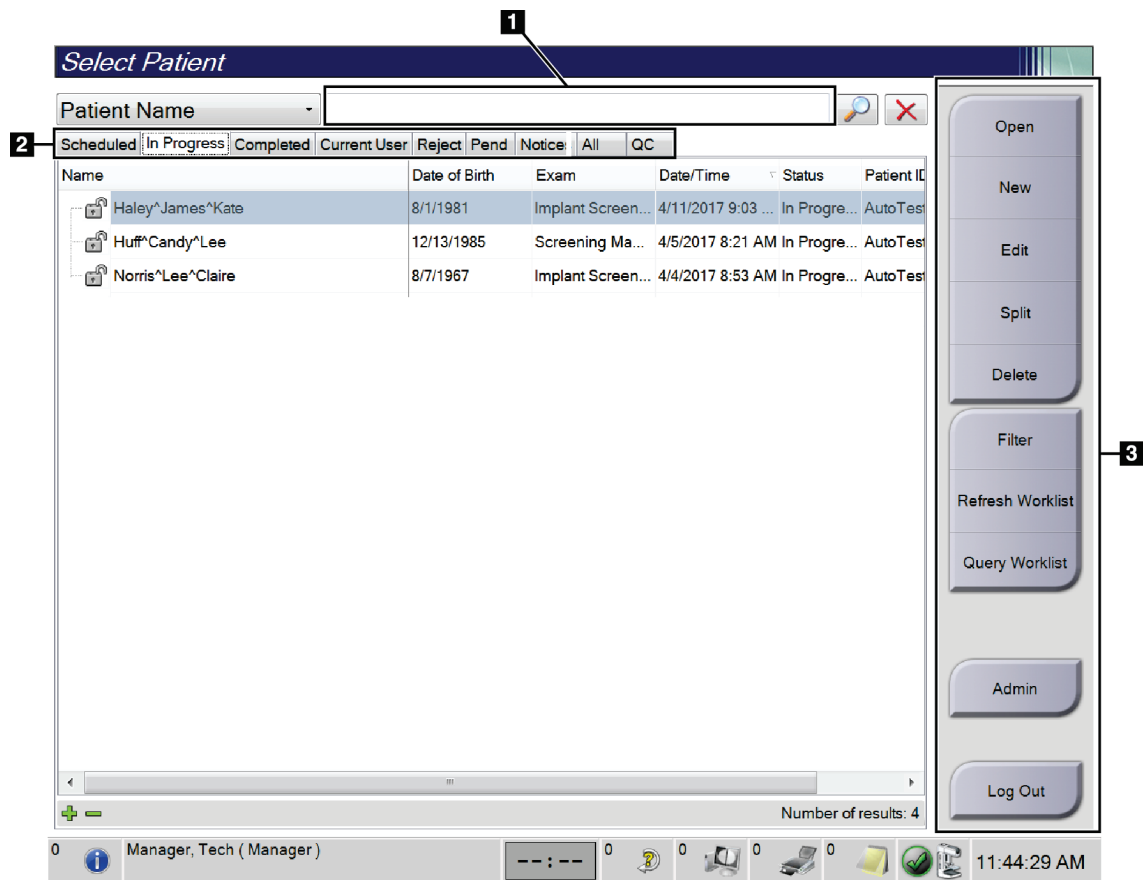 1
Select Patient
Patient Name
2
Scheduled In Progress Completed Current User Reject Pend Notice All QC
Name Date of Birth Exam Date/Time Status Patient ID
Haley^James^Kate 8/1/1981 Implant Screen... 4/11/2017 9:03 ... In Progre... AutoTest
Huff^Candy^Lee 12/13/1985 Screening Ma... 4/5/2017 8:21 AM In Progre... AutoTest
Norris^Lee^Claire 8/7/1967 Implant Screen... 4/4/2017 8:53 AM In Progre... AutoTest
Number of results: 4
Open
New
Edit
Split
Delete
Filter
3
Refresh Worklist
Query Worklist
Admin
Log Out
0 Manager, Tech ( Manager ) --:-- 0 0 0 0 11:44:29 AM